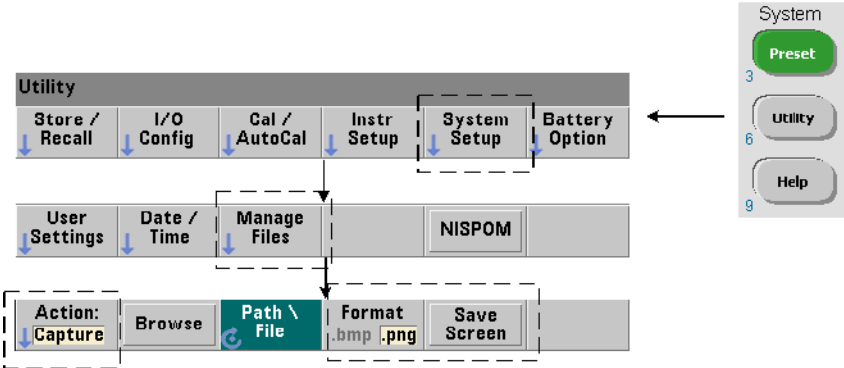 System
Preset
3
Utility
6
Help
9
Utility
Store /
Recall
I/O
Config
Cal /
AutoCal
Instr
Setup
System
Setup
Battery
Option
User
Settings
Date /
Time
Manage
Files
NISPOM
Action:
Capture
Browse
Path \
File
Format
.bmp .png
Save
Screen